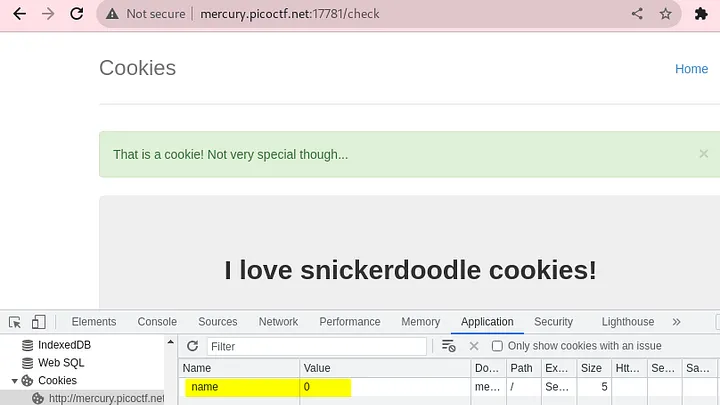 Not secure mercury.picoctf.net:17781/check
Cookies Home
That is a cookie! Not very special though... ×
I love snickerdoodle cookies!
Elements Console Sources Network Performance Memory Application Security Lighthouse »
IndexedDB
Web SQL
Cookies
http://mercury.picoctf.net
Filter Only show cookies with an issue
Name Value Do... Path Ex... Size Htt... Se... Sa...
name 0 me... / Se... 5